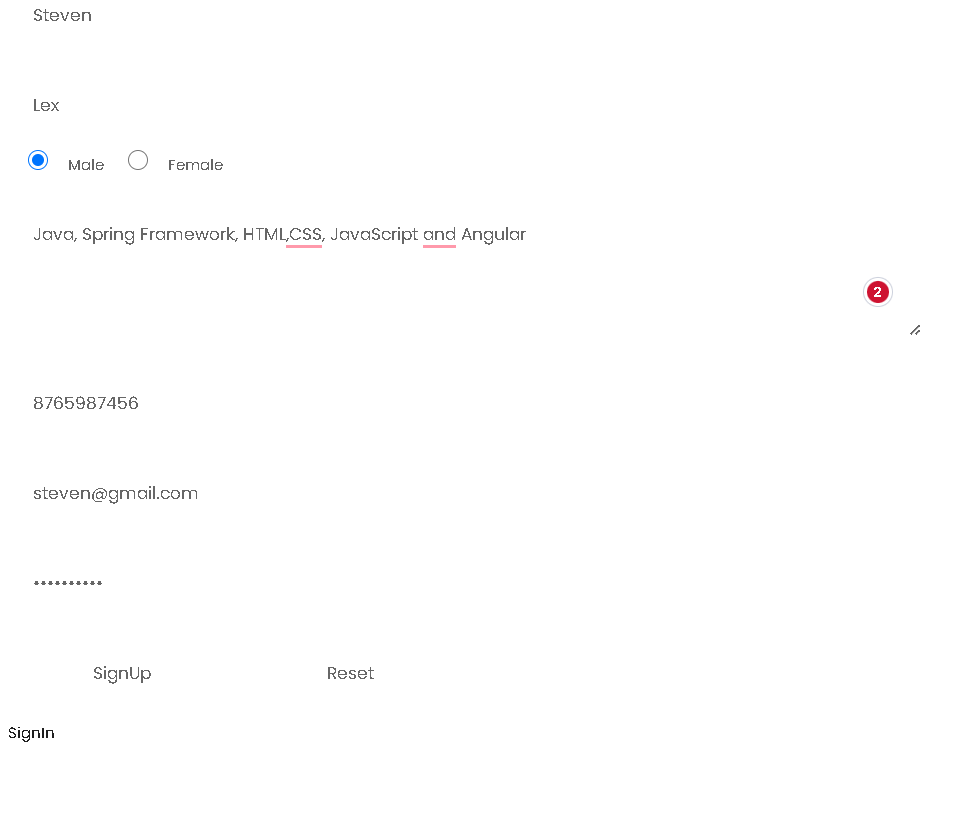 Steven
Lex
Male Female
Java, Spring Framework, HTML,CSS, JavaScript and Angular
2
8765987456
steven@gmail.com
••••••••••
SignUp Reset
SignIn